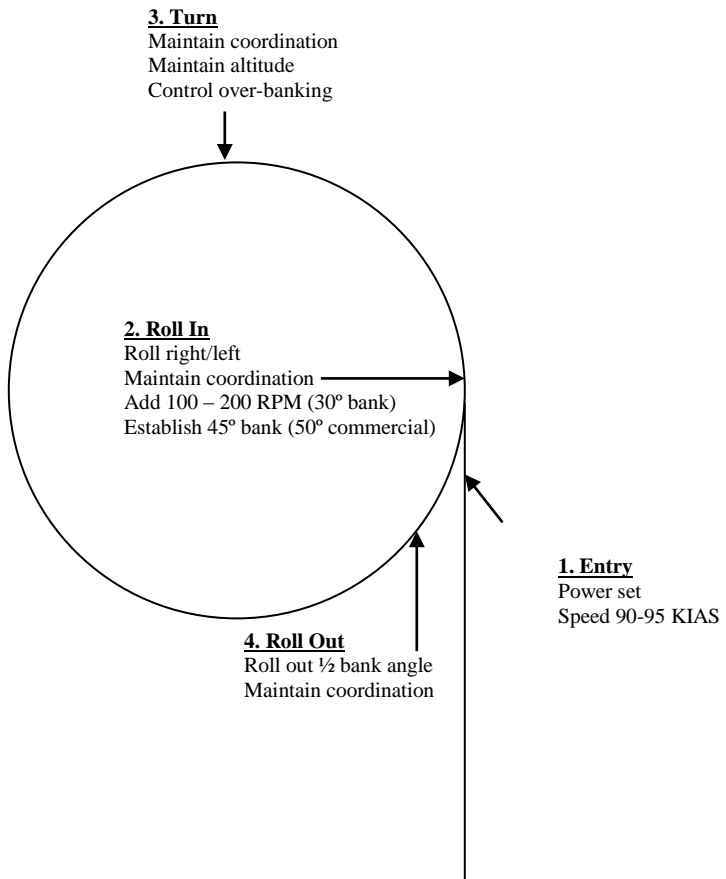 3. Turn
Maintain coordination
Maintain altitude
Control over-banking
2. Roll In
Roll right/left
Maintain coordination
Add 100 – 200 RPM (30º bank)
Establish 45º bank (50º commercial)
1. Entry
Power set
Speed 90-95 KIAS
4. Roll Out
Roll out ½ bank angle
Maintain coordination